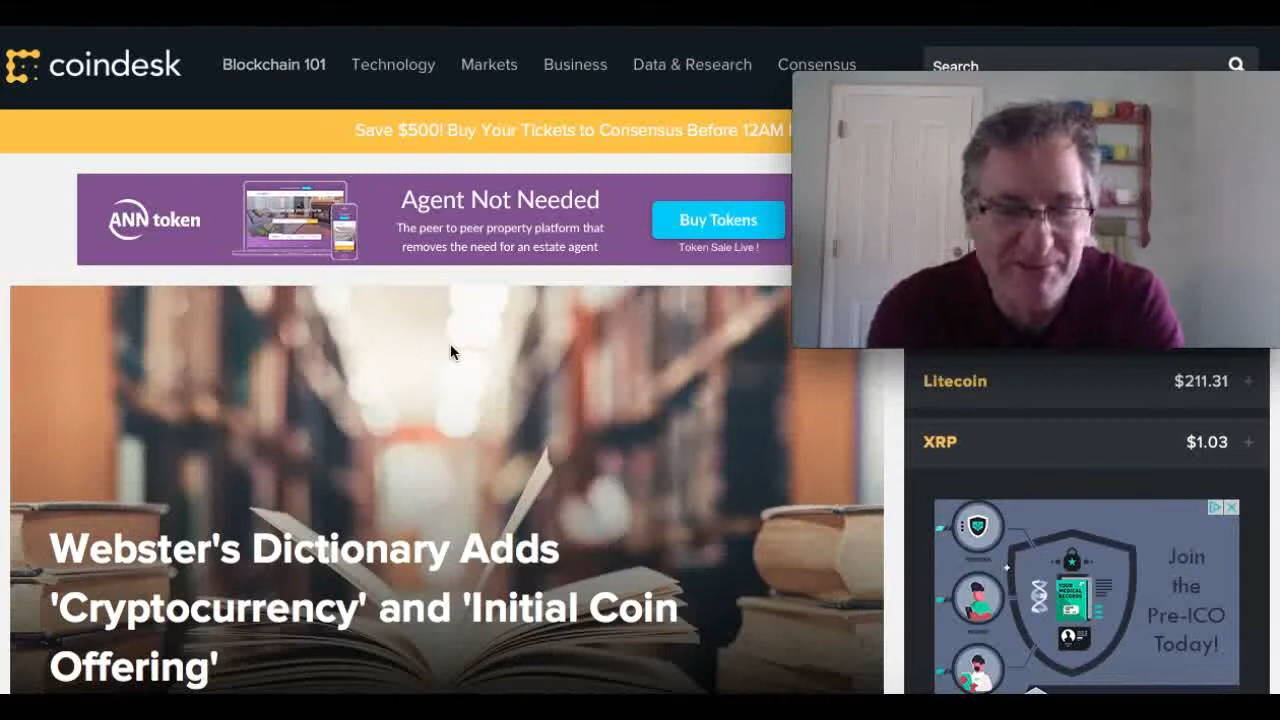 coindesk
Blockchain 101 Technology Markets Business Data & Research Consensus
Search
Save $500! Buy Your Tickets to Consensus Before 12AM
ANN token
Agent Not Needed
The peer to peer property platform that
removes the need for an estate agent
Buy Tokens
Token Sale Live !
Litecoin $211.31 +
XRP $1.03 +
Webster's Dictionary Adds
'Cryptocurrency' and 'Initial Coin
Offering'
YOUR
MEDICAL
RECORDS
Join
the
Pre-ICO
Today!